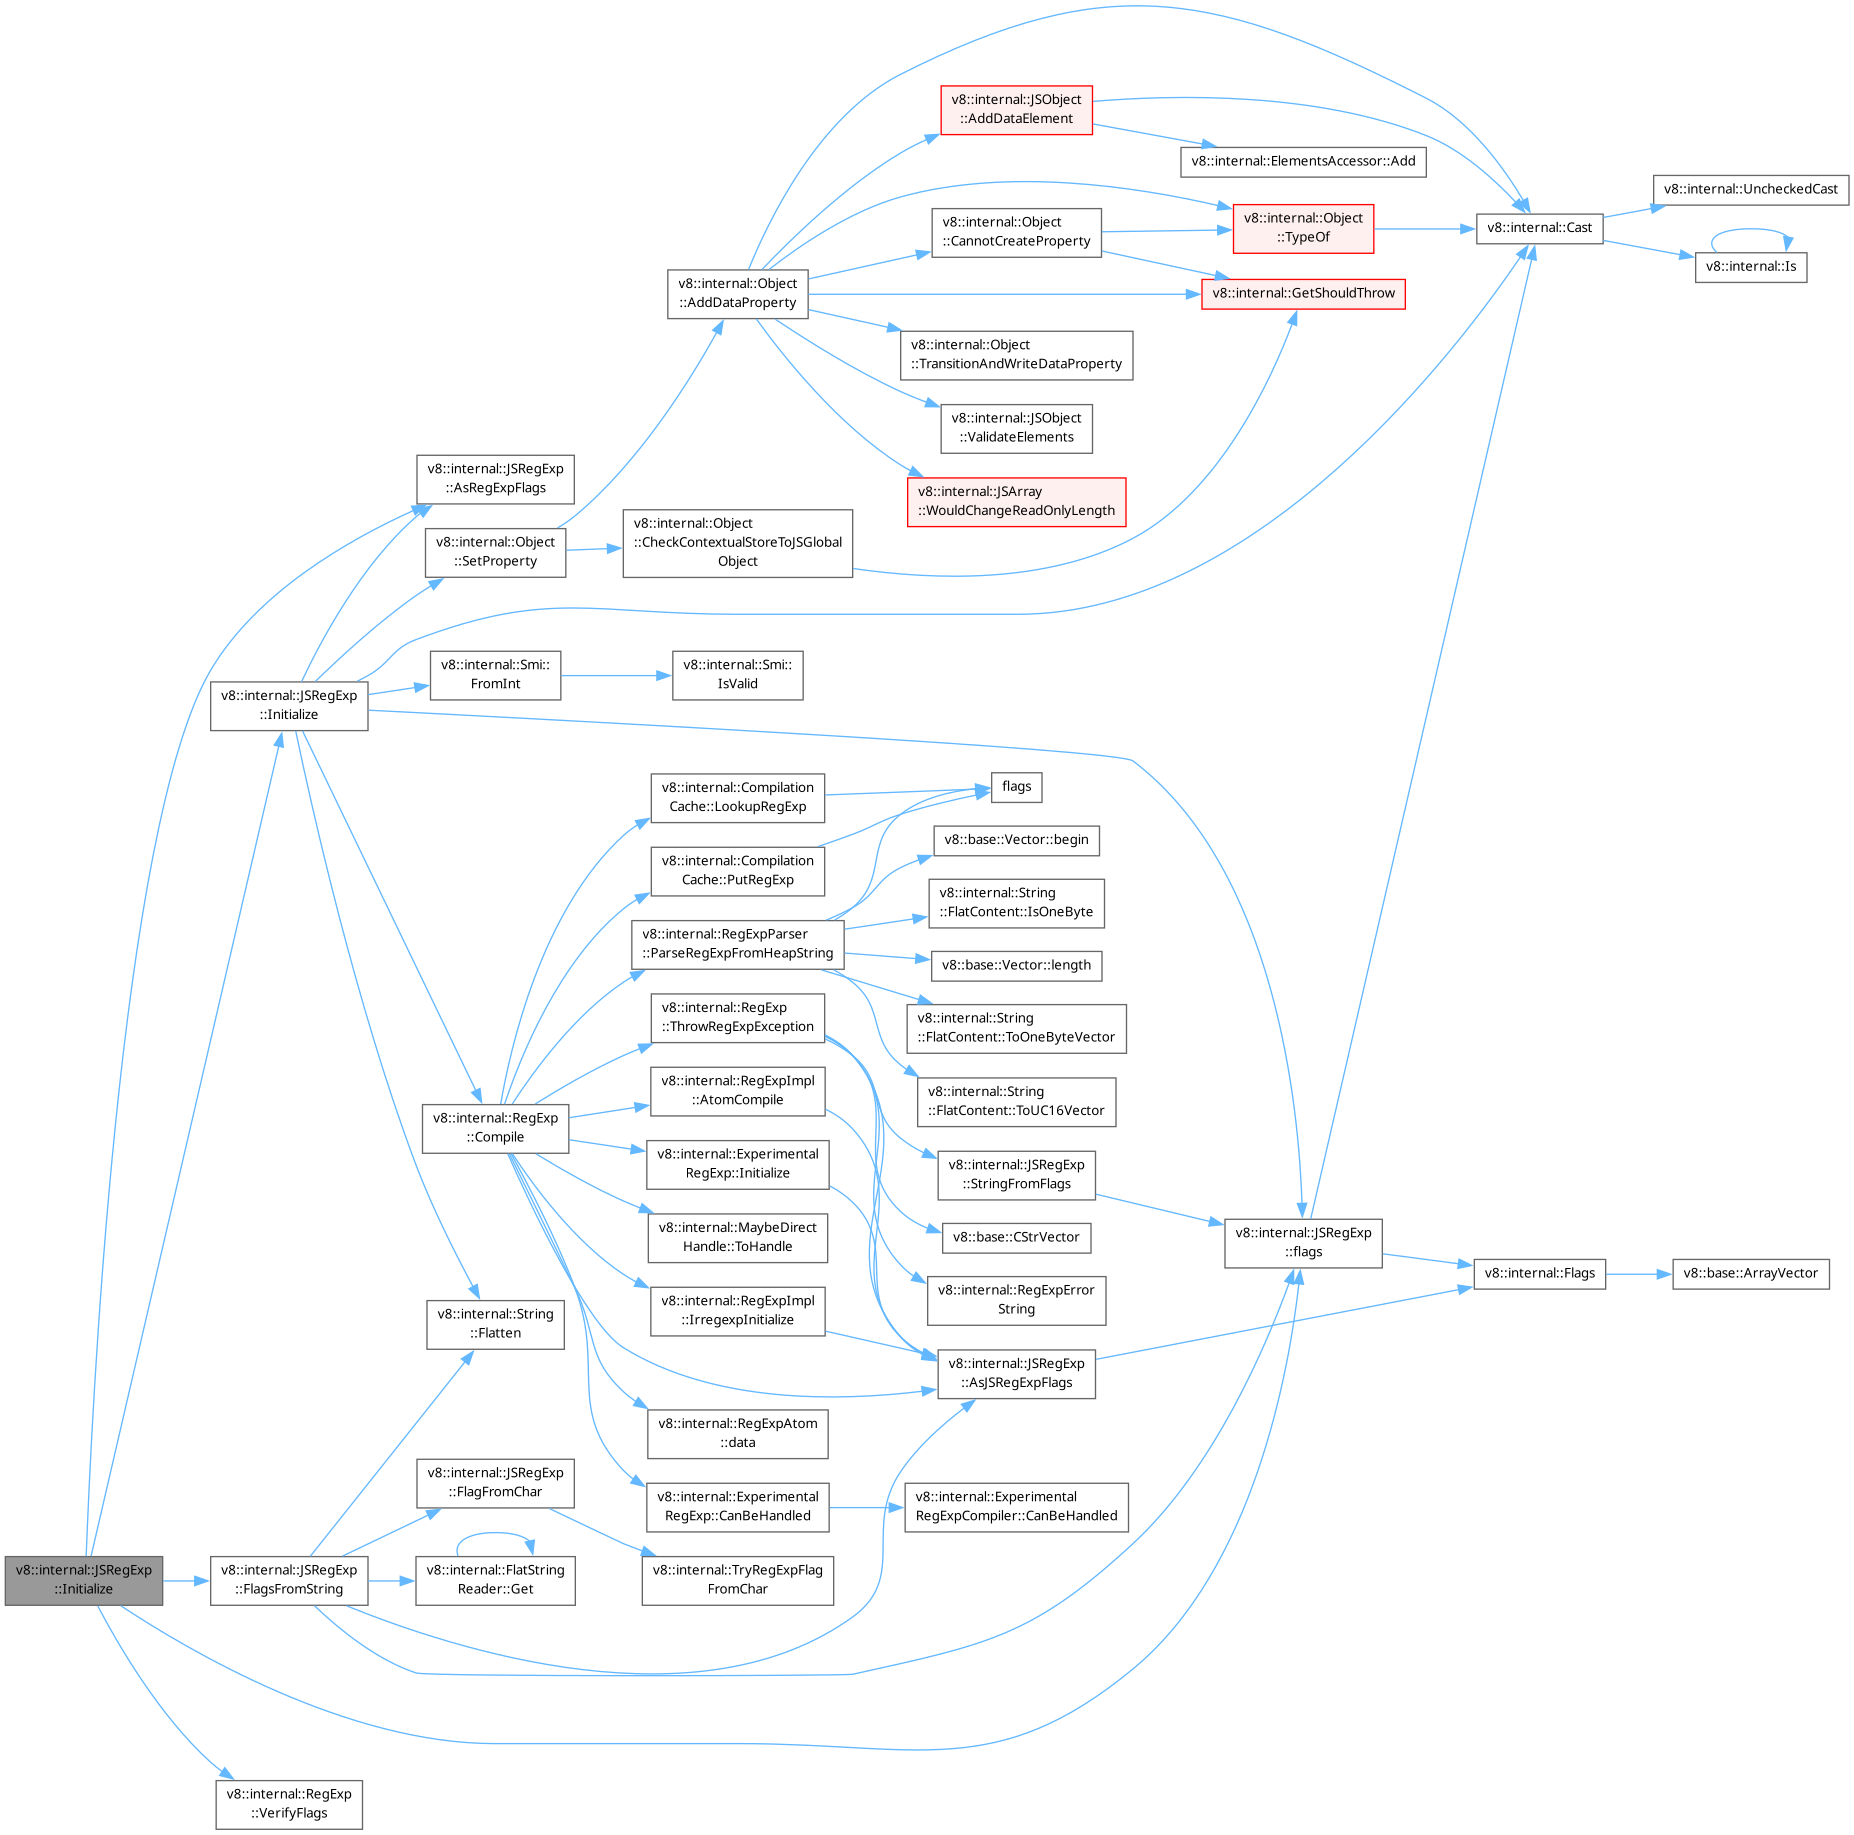 v8::internal::JSRegExp
::Initialize
v8::internal::JSRegExp
::AsRegExpFlags
v8::internal::JSRegExp
::Initialize
v8::internal::Object
::SetProperty
v8::internal::Object
::AddDataProperty
v8::internal::JSObject
::AddDataElement
v8::internal::ElementsAccessor::Add
v8::internal::Cast
v8::internal::UncheckedCast
v8::internal::Is
v8::internal::Object
::TypeOf
v8::internal::Object
::CannotCreateProperty
v8::internal::GetShouldThrow
v8::internal::Object
::TransitionAndWriteDataProperty
v8::internal::JSObject
::ValidateElements
v8::internal::JSArray
::WouldChangeReadOnlyLength
v8::internal::Object
::CheckContextualStoreToJSGlobal
Object
v8::internal::Smi::
FromInt
v8::internal::Smi::
IsValid
v8::internal::RegExp
::Compile
v8::internal::Compilation
Cache::LookupRegExp
flags
v8::internal::Compilation
Cache::PutRegExp
v8::internal::RegExpParser
::ParseRegExpFromHeapString
v8::base::Vector::begin
v8::internal::String
::FlatContent::IsOneByte
v8::base::Vector::length
v8::internal::String
::FlatContent::ToOneByteVector
v8::internal::String
::FlatContent::ToUC16Vector
v8::internal::RegExp
::ThrowRegExpException
v8::internal::RegExpImpl
::AtomCompile
v8::internal::Experimental
RegExp::Initialize
v8::internal::JSRegExp
::StringFromFlags
v8::base::CStrVector
v8::internal::RegExpError
String
v8::internal::MaybeDirect
Handle::ToHandle
v8::internal::RegExpImpl
::IrregexpInitialize
v8::internal::JSRegExp
::AsJSRegExpFlags
v8::internal::JSRegExp
::flags
v8::internal::Flags
v8::base::ArrayVector
v8::internal::RegExpAtom
::data
v8::internal::Experimental
RegExp::CanBeHandled
v8::internal::Experimental
RegExpCompiler::CanBeHandled
v8::internal::String
::Flatten
v8::internal::JSRegExp
::FlagsFromString
v8::internal::JSRegExp
::FlagFromChar
v8::internal::FlatString
Reader::Get
v8::internal::TryRegExpFlag
FromChar
v8::internal::RegExp
::VerifyFlags